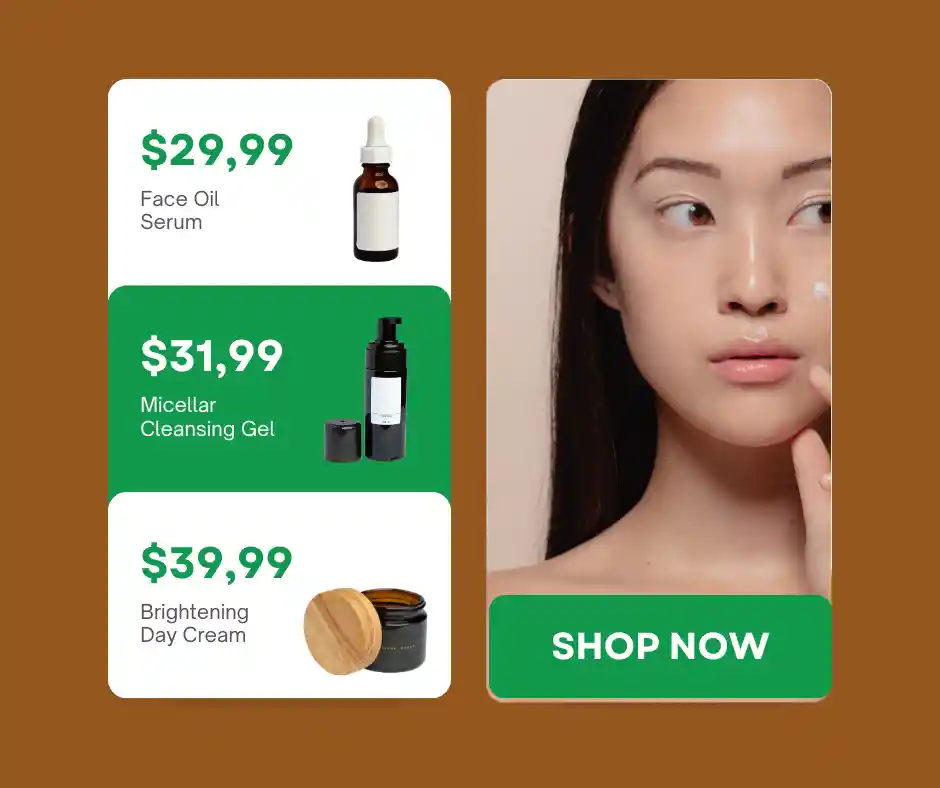 $29,99
Face Oil
Serum
$31,99
Micellar
Cleansing Gel
$39,99
Brightening
Day Cream
SHOP NOW